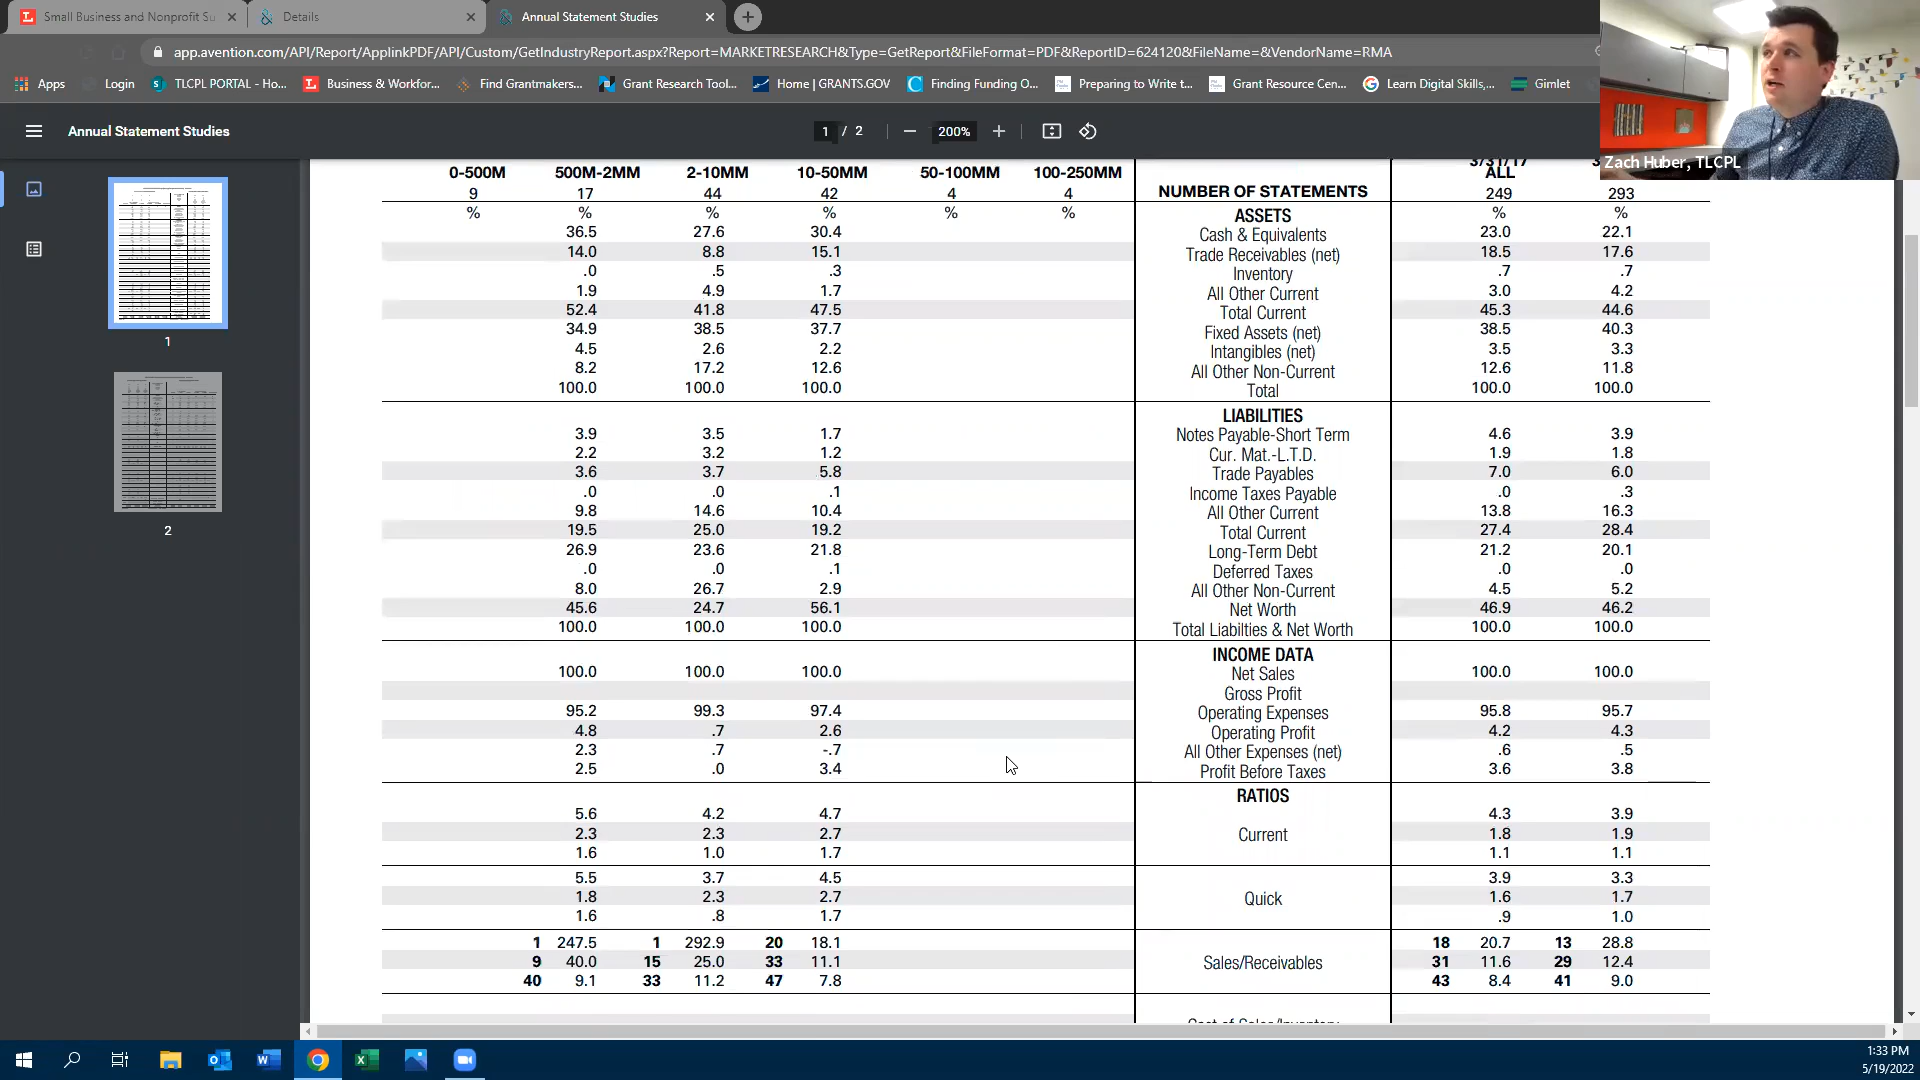 Small Business and Nonprofit Su
Details
Annual Statement Studies
app.avention.com/API/Report/ApplinkPDF/API/Custom/GetIndustryReport.aspx?Report=MARKETRESEARCH&Type=GetReport&FileFormat=PDF&ReportID=624120&FileName=&VendorName=RMA
Apps Login TLCPL PORTAL - Ho... Business & Workfor... Find Grantmakers... Grant Research Tool... Home | GRANTS.GOV Finding Funding O... Preparing to Write t... Grant Resource Cen... Learn Digital Skills,... Gimlet
Annual Statement Studies
1 / 2 200%
Zach Huber, TLCPL
1
2
3/31/17
0-500M 500M-2MM 2-10MM 10-50MM 50-100MM 100-250MM ALL
9 17 44 42 4 4 NUMBER OF STATEMENTS 249 293
% % % % % % ASSETS % %
36.5 27.6 30.4 Cash & Equivalents 23.0 22.1
14.0 8.8 15.1 Trade Receivables (net) 18.5 17.6
.0 .5 .3 Inventory .7 .7
1.9 4.9 1.7 All Other Current 3.0 4.2
52.4 41.8 47.5 Total Current 45.3 44.6
34.9 38.5 37.7 Fixed Assets (net) 38.5 40.3
4.5 2.6 2.2 Intangibles (net) 3.5 3.3
8.2 17.2 12.6 All Other Non-Current 12.6 11.8
100.0 100.0 100.0 Total 100.0 100.0
LIABILITIES
3.9 3.5 1.7 Notes Payable-Short Term 4.6 3.9
2.2 3.2 1.2 Cur. Mat.-L.T.D. 1.9 1.8
3.6 3.7 5.8 Trade Payables 7.0 6.0
.0 .0 .1 Income Taxes Payable .0 .3
9.8 14.6 10.4 All Other Current 13.8 16.3
19.5 25.0 19.2 Total Current 27.4 28.4
26.9 23.6 21.8 Long-Term Debt 21.2 20.1
.0 .0 .1 Deferred Taxes .0 .0
8.0 26.7 2.9 All Other Non-Current 4.5 5.2
45.6 24.7 56.1 Net Worth 46.9 46.2
100.0 100.0 100.0 Total Liabilties & Net Worth 100.0 100.0
INCOME DATA
100.0 100.0 100.0 Net Sales 100.0 100.0
Gross Profit
95.2 99.3 97.4 Operating Expenses 95.8 95.7
4.8 .7 2.6 Operating Profit 4.2 4.3
2.3 .7 -.7 All Other Expenses (net) .6 .5
2.5 .0 3.4 Profit Before Taxes 3.6 3.8
RATIOS
5.6 4.2 4.7 4.3 3.9
2.3 2.3 2.7 Current 1.8 1.9
1.6 1.0 1.7 1.1 1.1
5.5 3.7 4.5 3.9 3.3
1.8 2.3 2.7 Quick 1.6 1.7
1.6 .8 1.7 .9 1.0
1 247.5 1 292.9 20 18.1 18 20.7 13 28.8
9 40.0 15 25.0 33 11.1 Sales/Receivables 31 11.6 29 12.4
40 9.1 33 11.2 47 7.8 43 8.4 41 9.0
Cost of Sales/Inventory
1:33 PM
5/19/2022